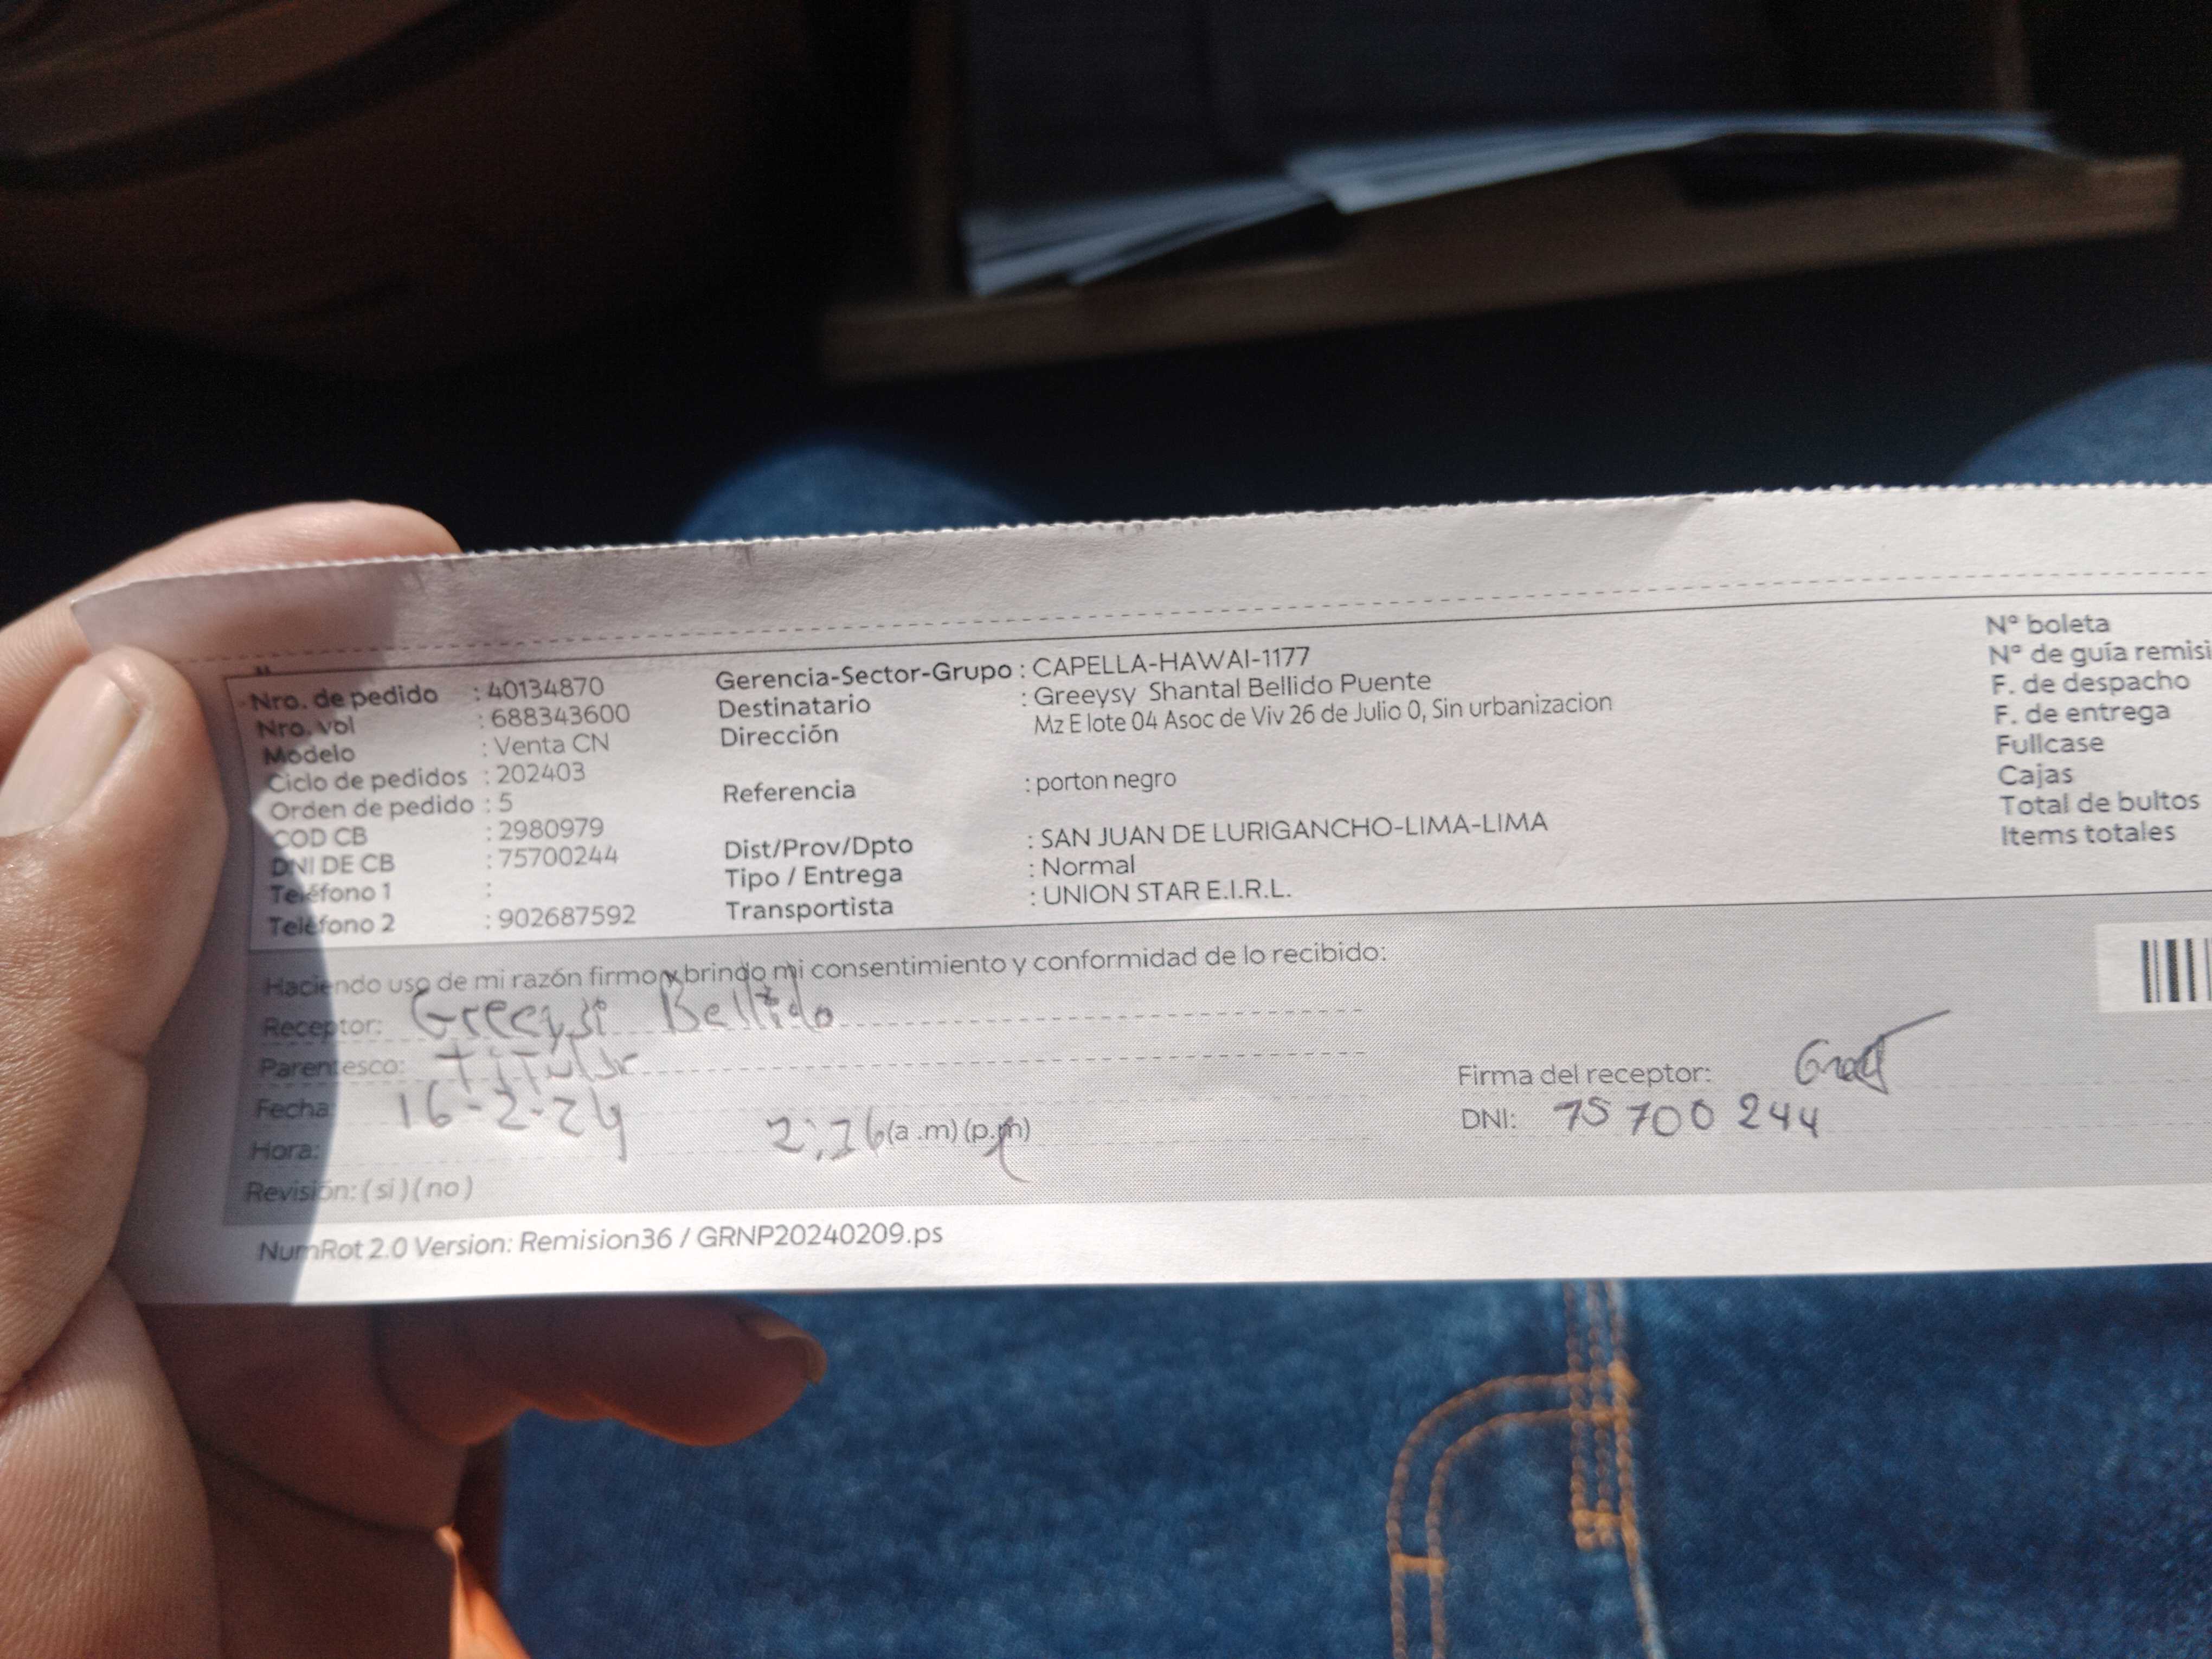 Nro. de pedido : 40134870
Nro. vol : 688343600
Modelo : Venta CN
Ciclo de pedidos : 202403
Orden de pedido : 5
COD CB : 2980979
DNI DE CB : 75700244
Teléfono 1 :
Teléfono 2 : 902687592
Gerencia-Sector-Grupo : CAPELLA-HAWAI-1177
Destinatario : Greeysy Shantal Bellido Puente
Dirección Mz E lote 04 Asoc de Viv 26 de Julio 0, Sin urbanizacion
Referencia : porton negro
Dist/Prov/Dpto : SAN JUAN DE LURIGANCHO-LIMA-LIMA
Tipo / Entrega : Normal
Transportista : UNION STAR E.I.R.L.
N° boleta
N° de guía remisi
F. de despacho
F. de entrega
Fullcase
Cajas
Total de bultos
Items totales
Haciendo uso de mi razón firmo y brindo mi consentimiento y conformidad de lo recibido:
Receptor: Greeysi Bellido
Parentesco: Titular
Fecha: 16-2-24
Hora: (a .m) (p.m)
Revisión: (si) (no)
Firma del receptor:
DNI: 75 700 244
NumRot 2.0 Version: Remision36 / GRNP20240209.ps